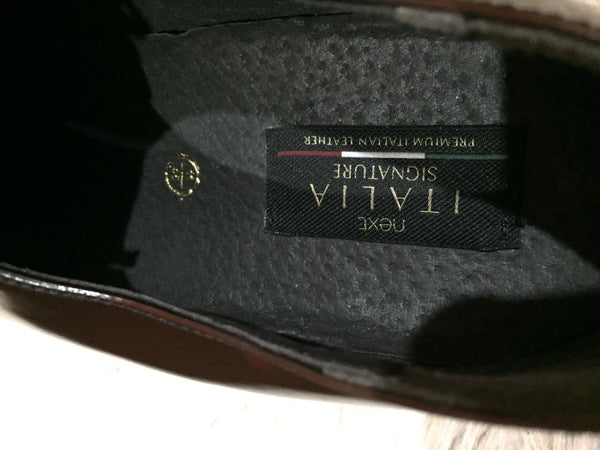 next
ITALIA
SIGNATURE
PREMIUM ITALIAN LEATHER